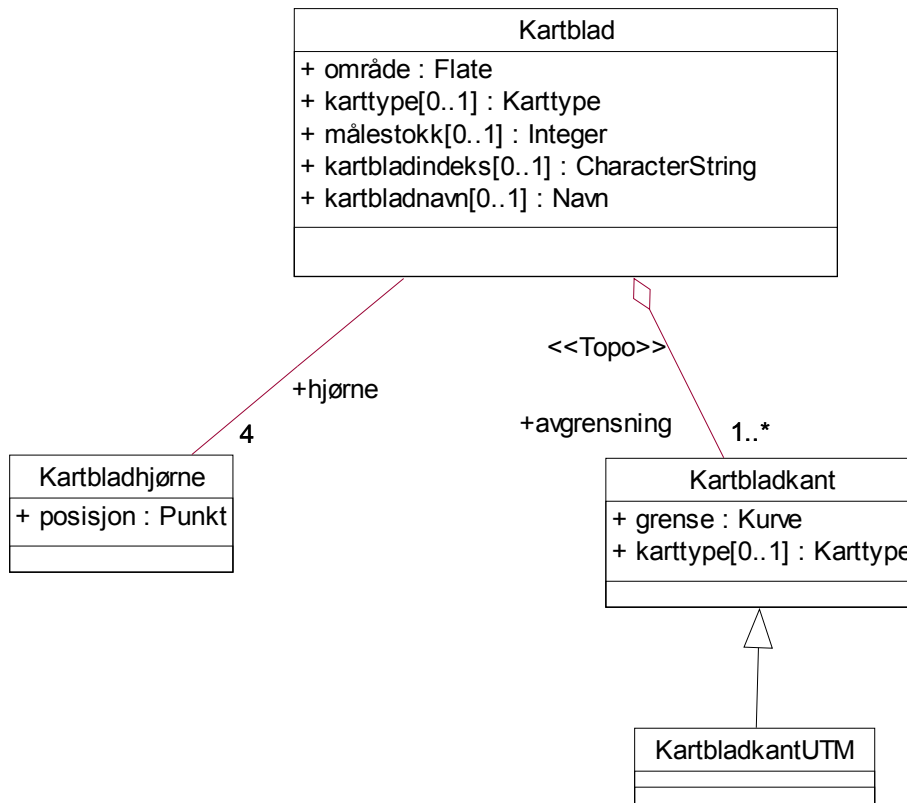 Kartblad
+ område : Flate
+ karttype[0..1] : Karttype
+ målestokk[0..1] : Integer
+ kartbladindeks[0..1] : CharacterString
+ kartbladnavn[0..1] : Navn
<<Topo>>
+hjørne
4
+avgrensning
1..*
Kartbladhjørne
+ posisjon : Punkt
Kartbladkant
+ grense : Kurve
+ karttype[0..1] : Karttype
KartbladkantUTM